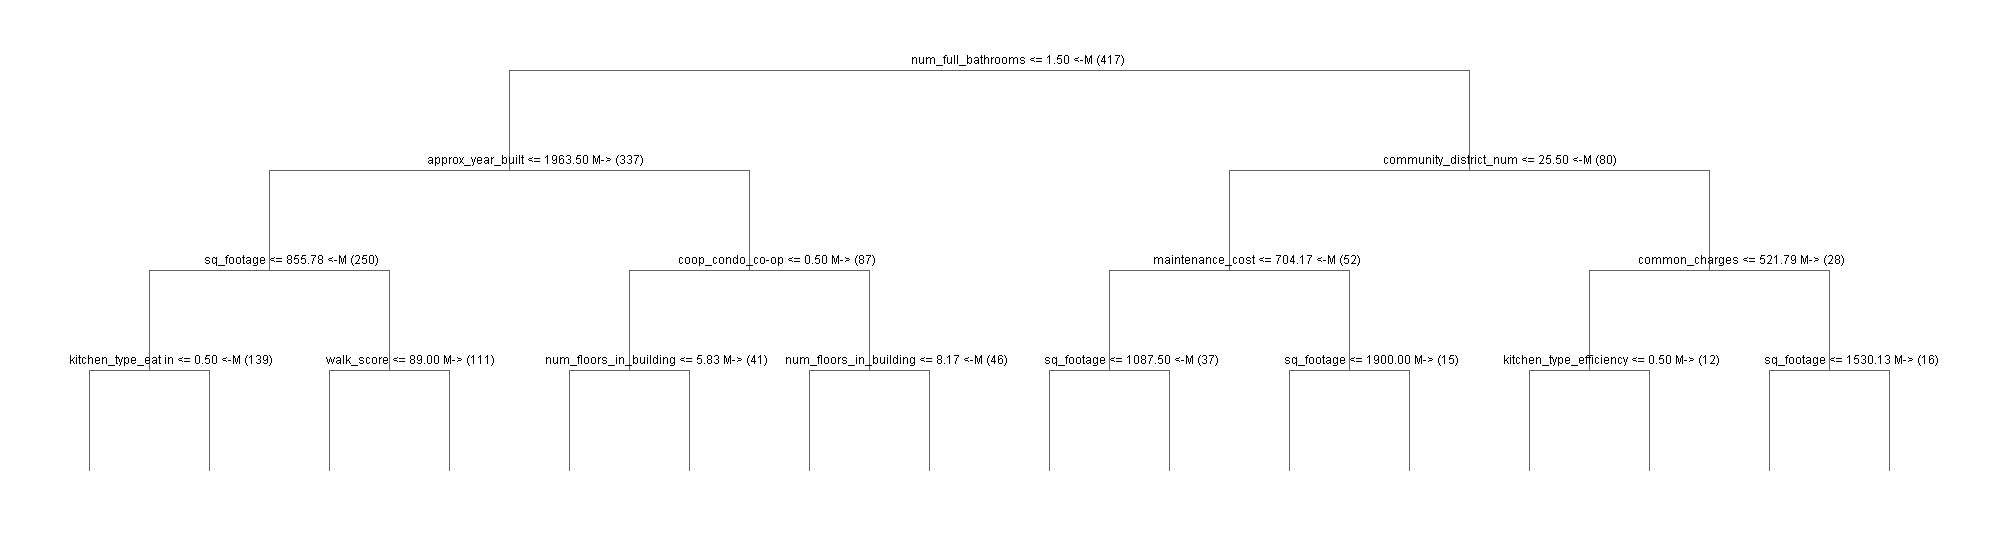 num_full_bathrooms <= 1.50 <-M (417)
approx_year_built <= 1963.50 M-> (337)
community_district_num <= 25.50 <-M (80)
sq_footage <= 855.78 <-M (250)
coop_condo_co-op <= 0.50 M-> (87)
maintenance_cost <= 704.17 <-M (52)
common_charges <= 521.79 M-> (28)
kitchen_type_eat in <= 0.50 <-M (139)
walk_score <= 89.00 M-> (111)
num_floors_in_building <= 5.83 M-> (41)
num_floors_in_building <= 8.17 <-M (46)
sq_footage <= 1087.50 <-M (37)
sq_footage <= 1900.00 M-> (15)
kitchen_type_efficiency <= 0.50 M-> (12)
sq_footage <= 1530.13 M-> (16)